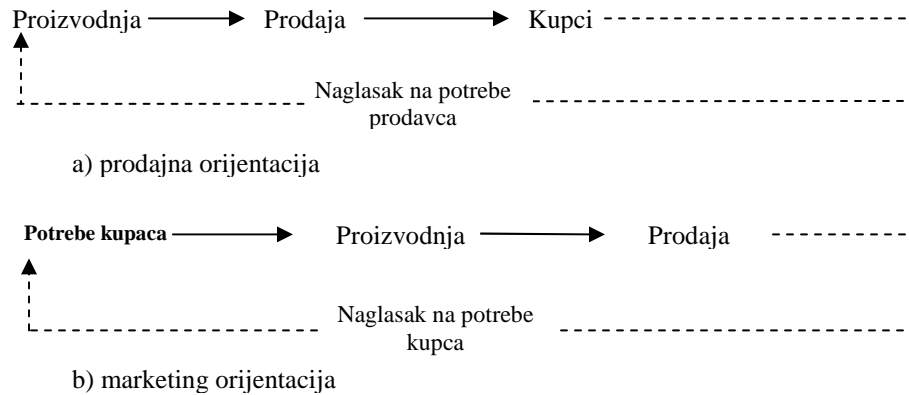 Proizvodnja Prodaja Kupci
Naglasak na potrebe
prodavca
a) prodajna orijentacija
Potrebe kupaca Proizvodnja Prodaja
Naglasak na potrebe
kupca
b) marketing orijentacija